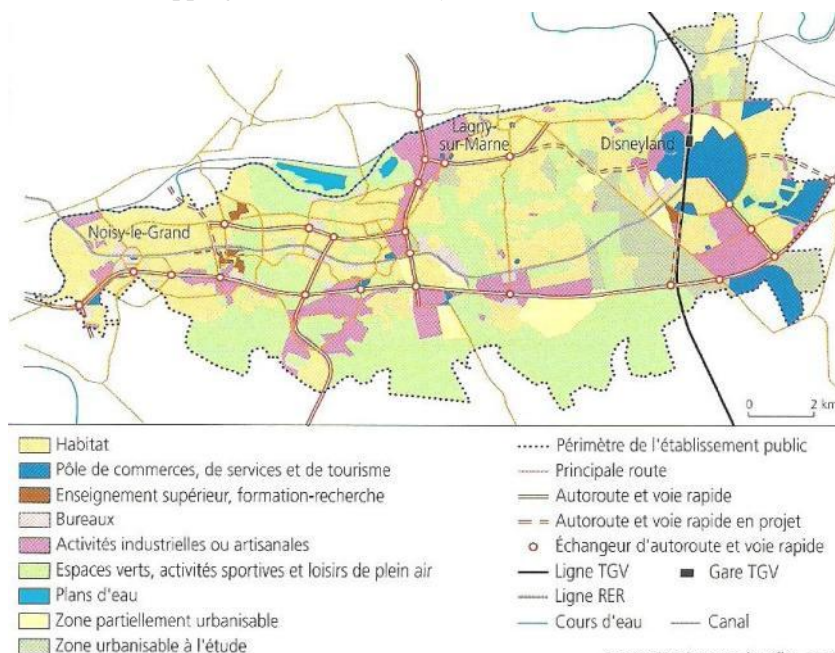 Lagny-
sur-Marne
Disneyland
Noisy-le-Grand
0 2 km
Habitat
Pôle de commerces, de services et de tourisme
Enseignement supérieur, formation-recherche
Bureaux
Activités industrielles ou artisanales
Espaces verts, activités sportives et loisirs de plein air
Plans d'eau
Zone partiellement urbanisable
Zone urbanisable à l'étude
Périmètre de l'établissement public
Principale route
Autoroute et voie rapide
Autoroute et voie rapide en projet
Échangeur d'autoroute et voie rapide
Ligne TGV Gare TGV
Ligne RER
Cours d'eau Canal